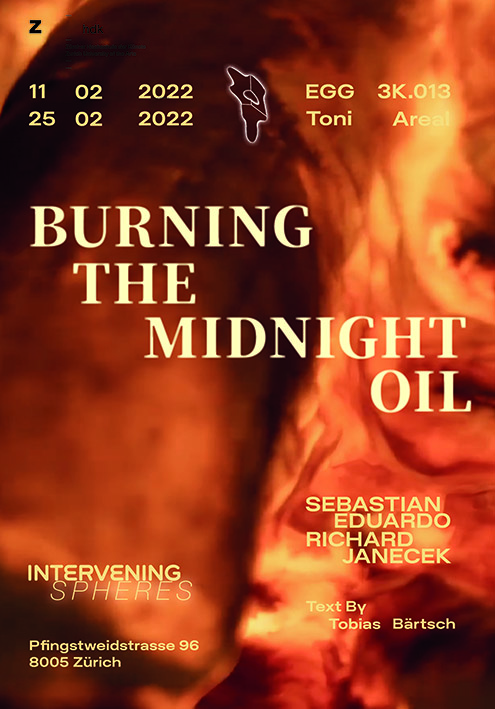 Z
11 02 2022 EGG 3K.013
25 02 2022 Toni Areal
BURNING
THE
MIDNIGHT
OIL
SEBASTIAN
EDUARDO
RICHARD
JANECEK
INTERVENING
SPHERES
Text By
Tobias Bärtsch
Pfingstweidstrasse 96
8005 Zürich